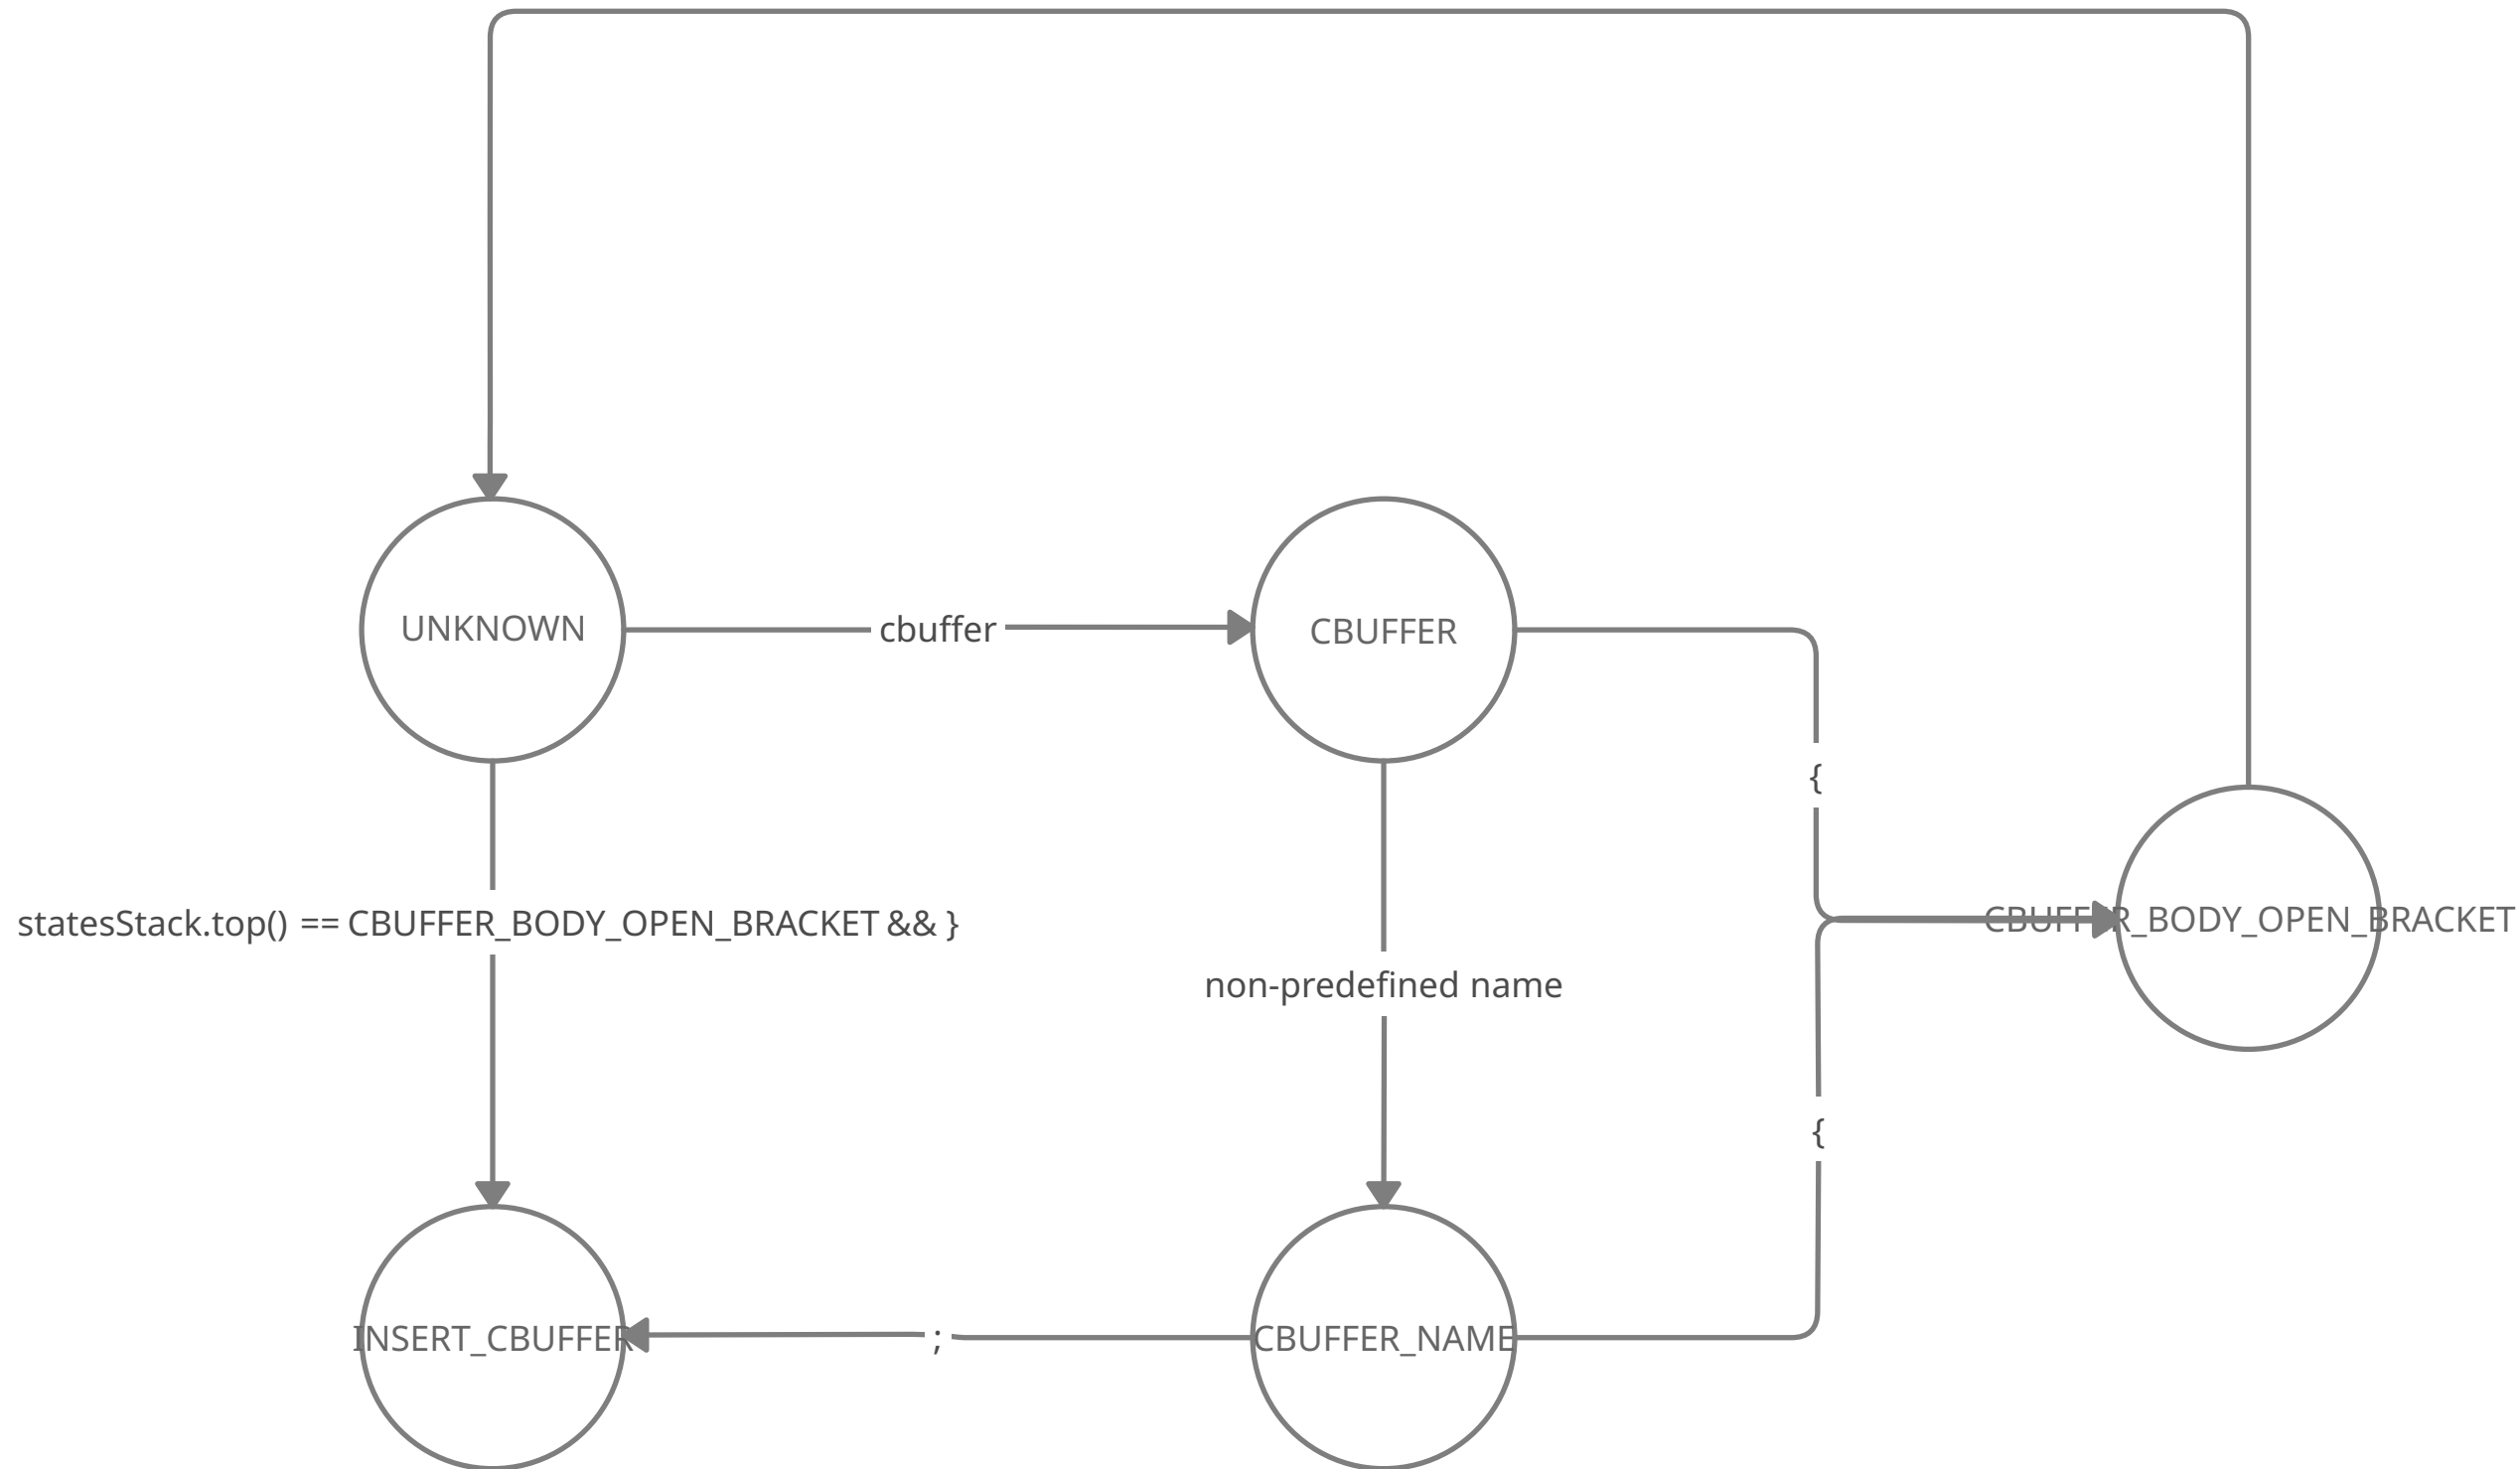 UNKNOWN
cbuffer
CBUFFER
{
statesStack.top() == CBUFFER_BODY_OPEN_BRACKET && }
CBUFFER_BODY_OPEN_BRACKET
non-predefined name
{
INSERT_CBUFFER
;
CBUFFER_NAME